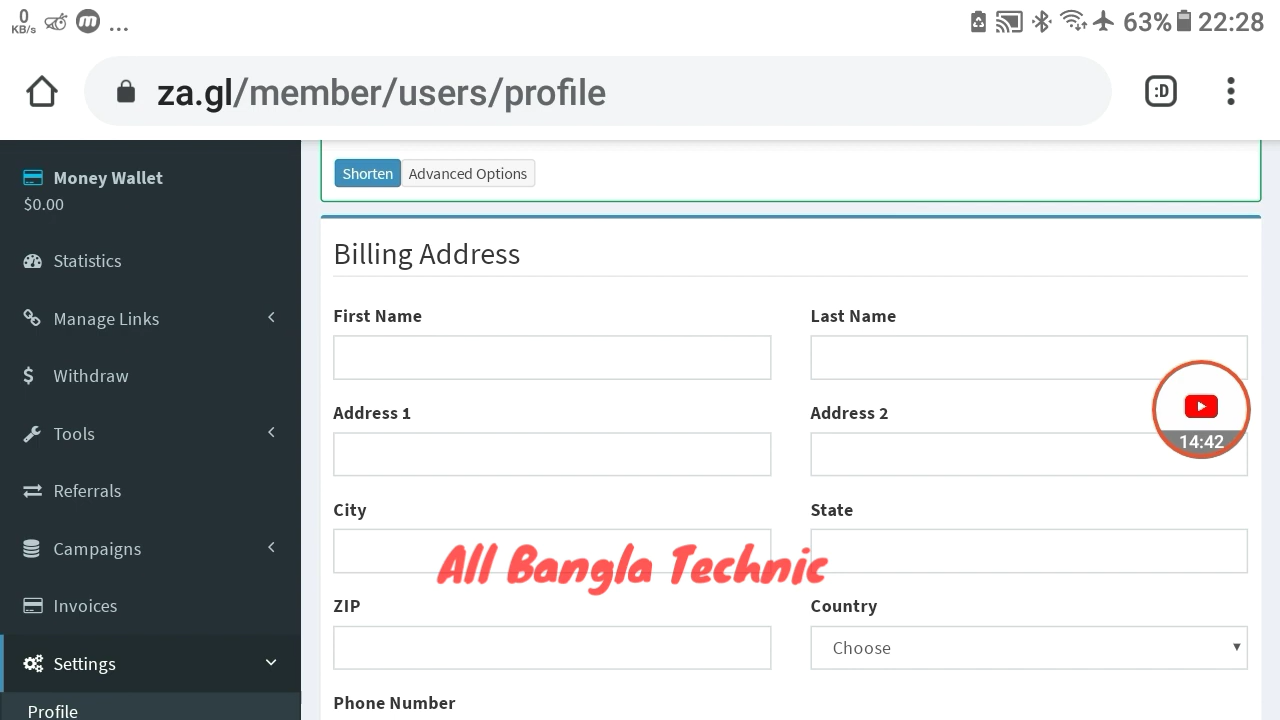 0
KB/s
...
63%
22:28
za.gl/member/users/profile
:D
Money Wallet
$0.00
Statistics
Manage Links
Withdraw
Tools
Referrals
Campaigns
Invoices
Settings
Profile
Shorten
Advanced Options
Billing Address
First Name
Last Name
Address 1
Address 2
14:42
City
State
All Bangla Technic
ZIP
Country
Choose
Phone Number